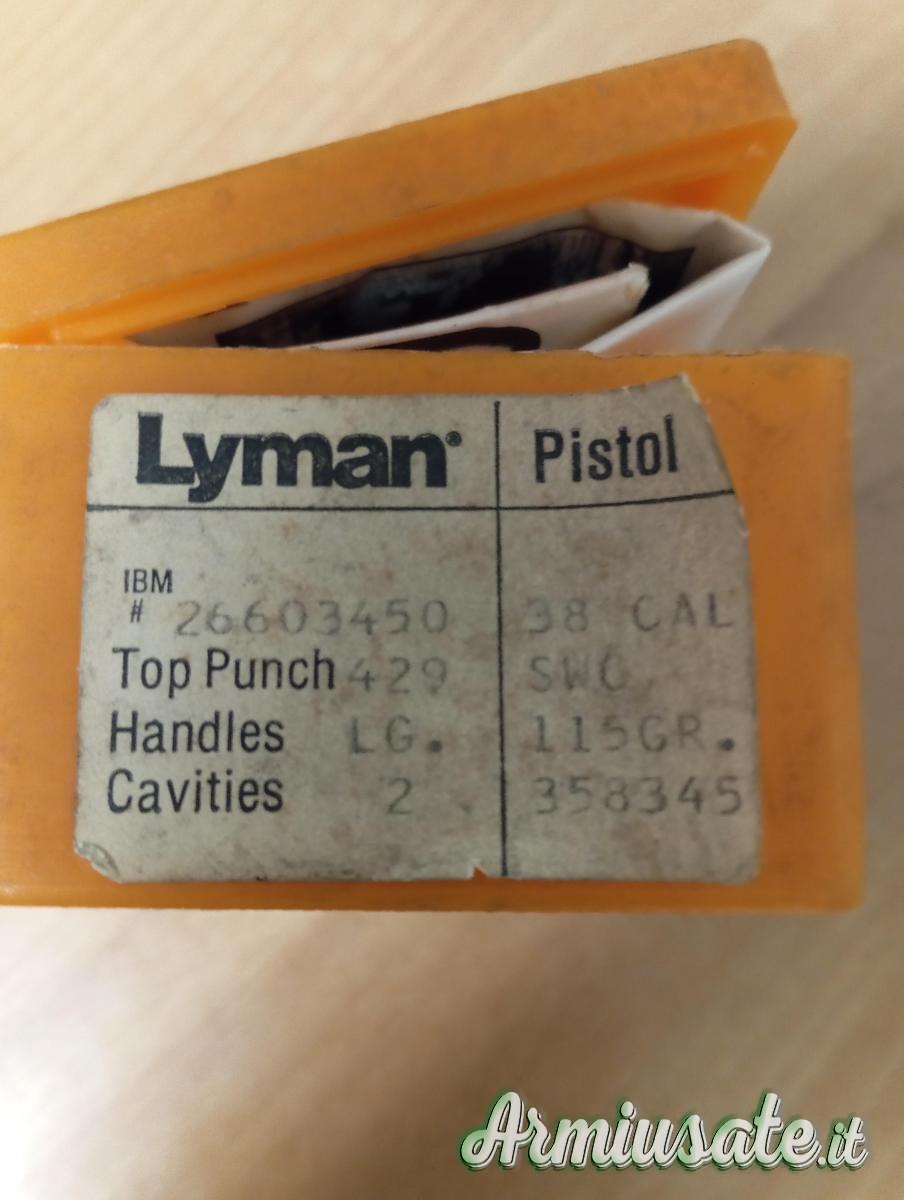 Lyman® Pistol
IBM
# 26603450 38 CAL
Top Punch 429 SWC
Handles LG. 115GR.
Cavities 2 358345
Armiusate.it